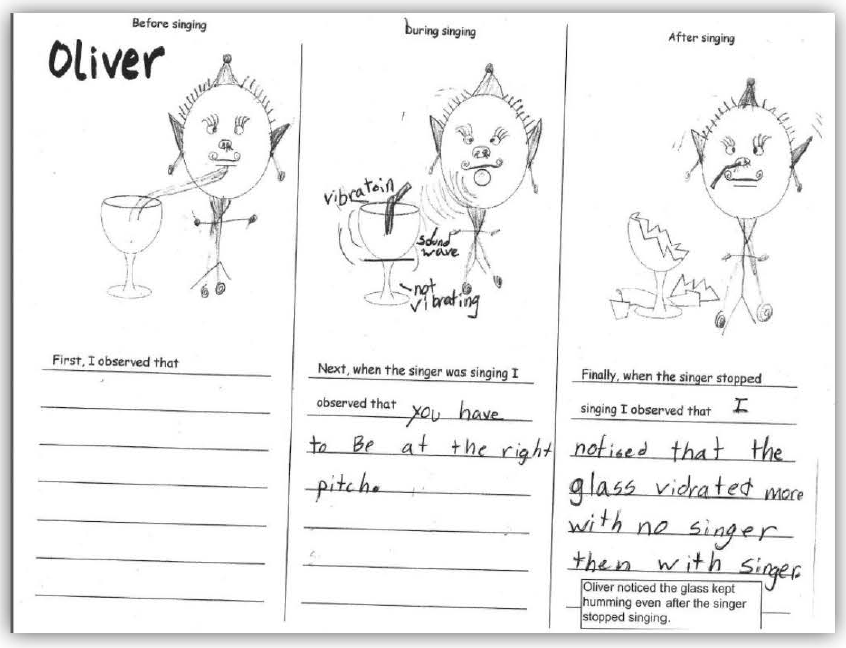 Before singing
Oliver
First, I observed that
During singing
vibratoin
sound
wave
not
vibrating
Next, when the singer was singing I
observed that you have
to Be at the right
pitch.
After singing
Finally, when the singer stopped
singing I observed that I
notised that the
glass vidrated more
with no singer
then with singer.
Oliver noticed the glass kept
humming even after the singer
stopped singing.